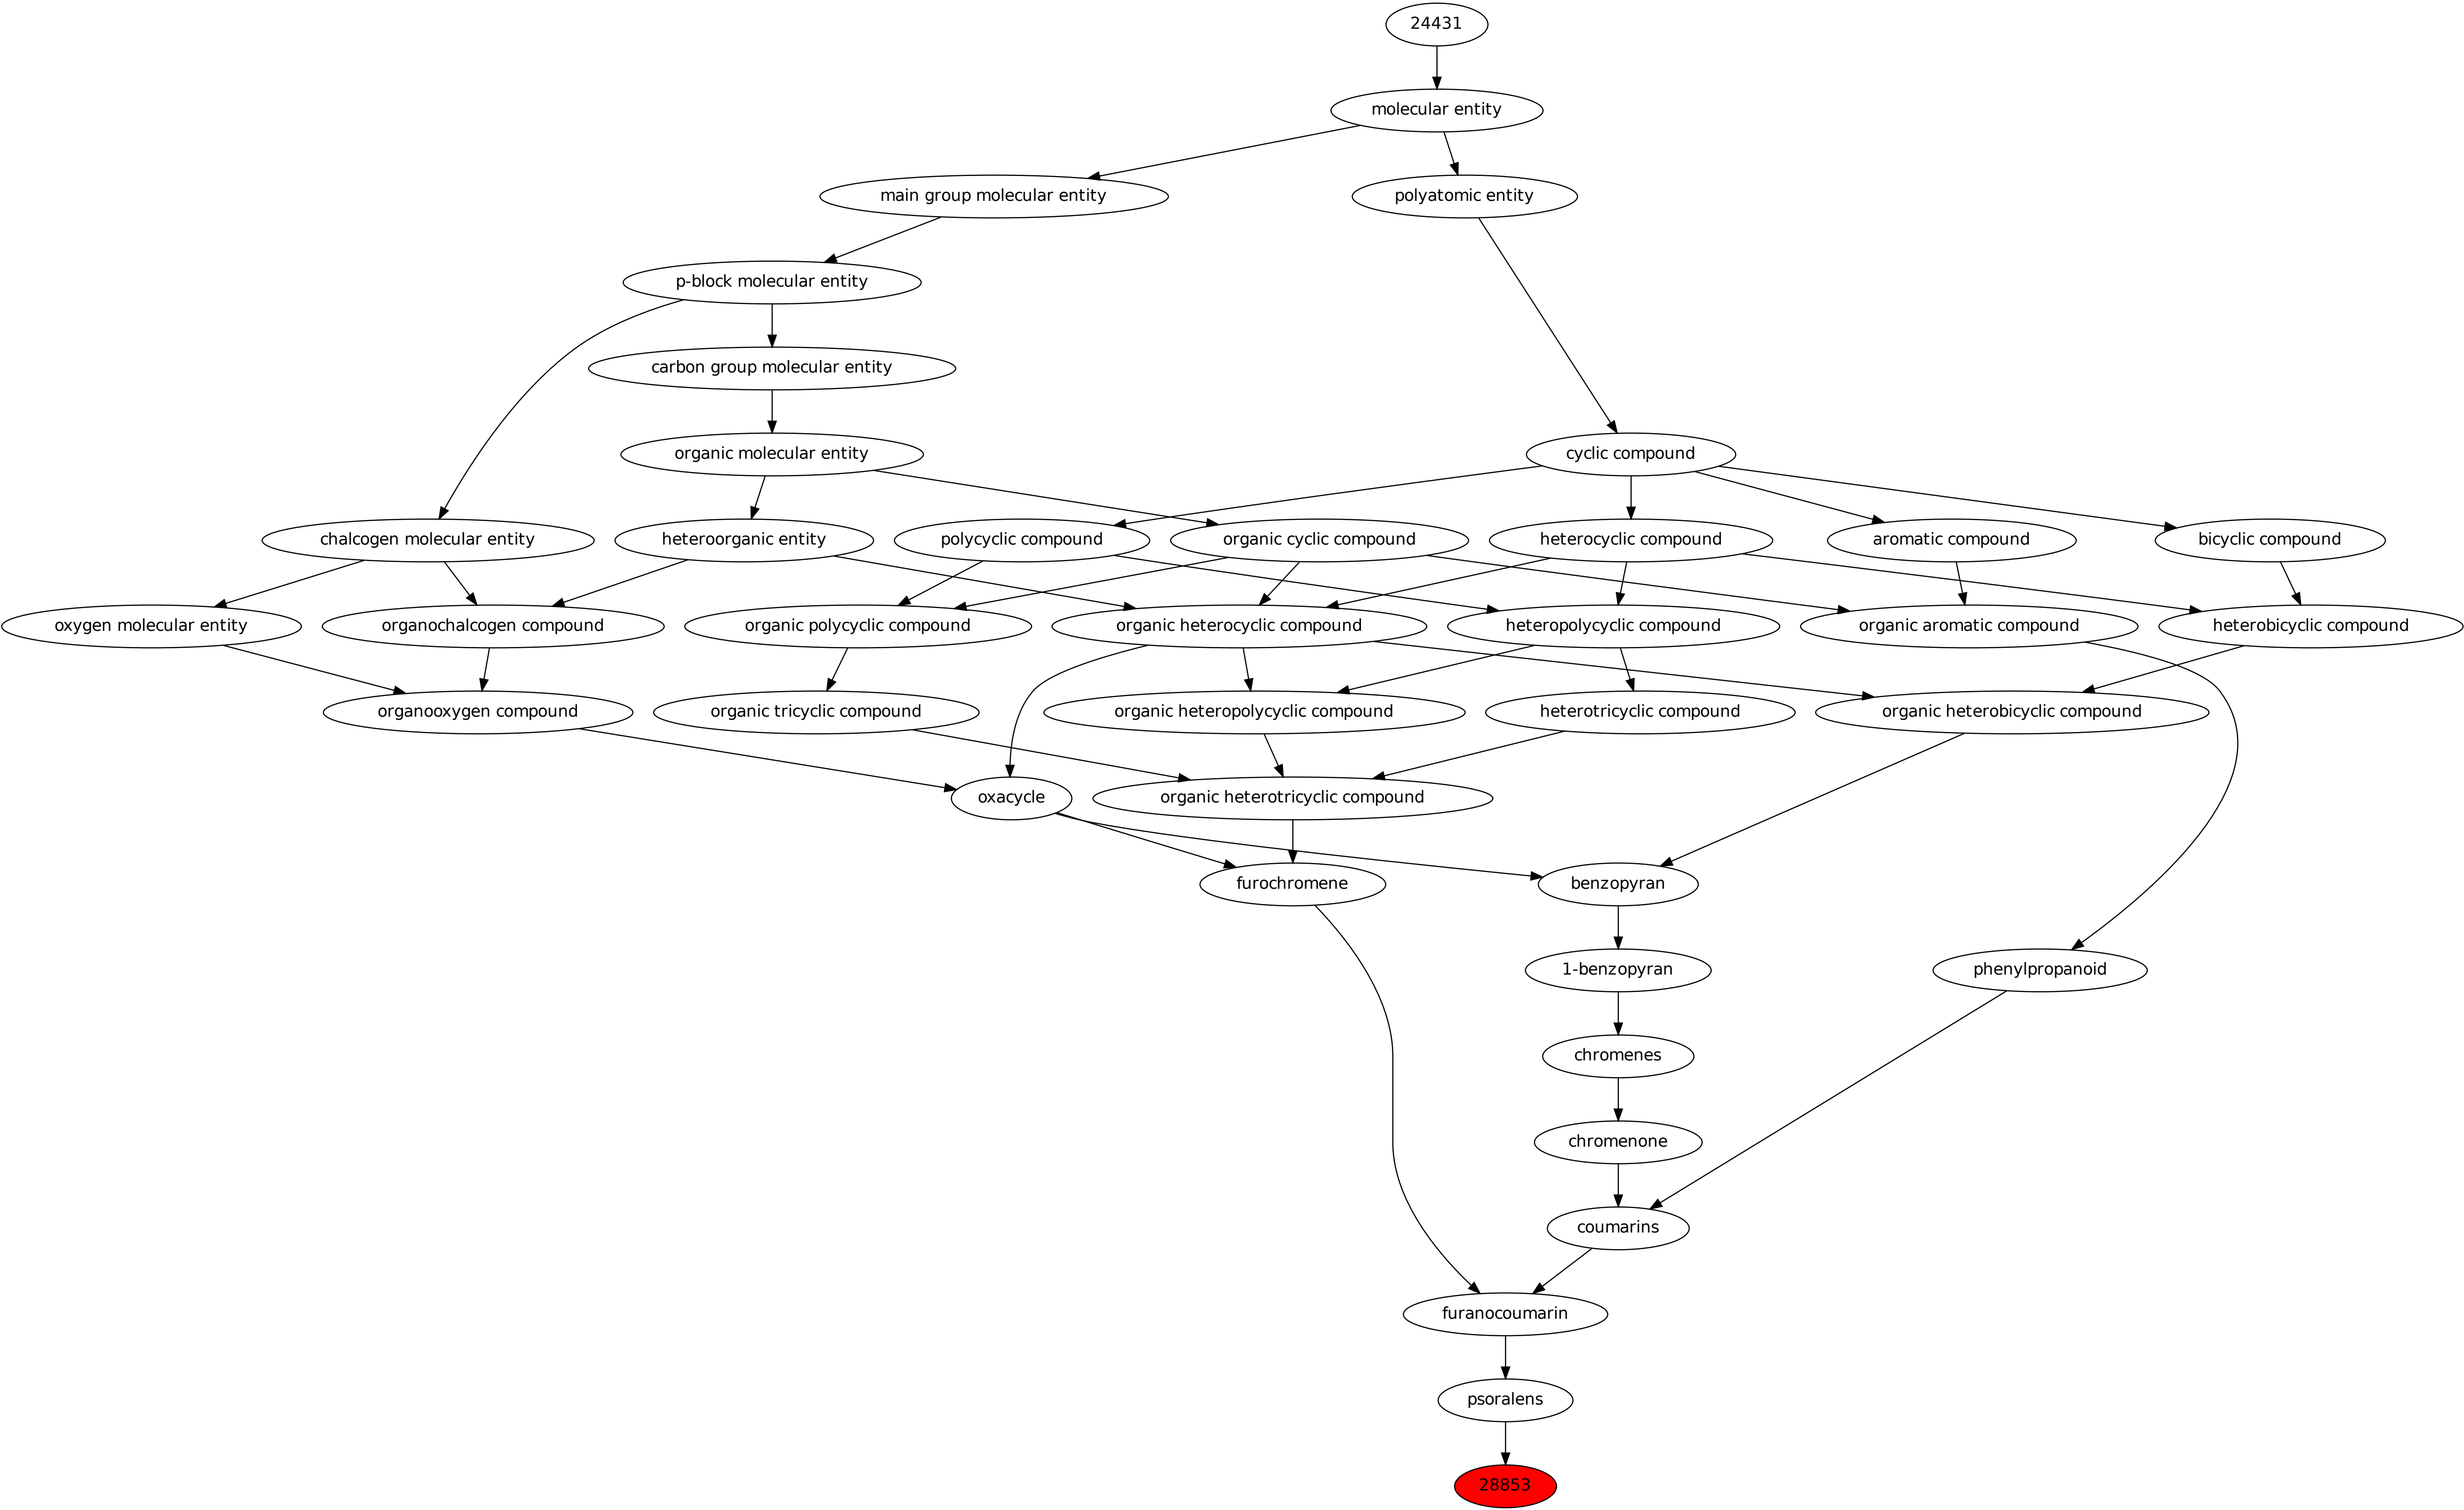 24431
molecular entity
main group molecular entity
polyatomic entity
p-block molecular entity
carbon group molecular entity
organic molecular entity
cyclic compound
chalcogen molecular entity
heteroorganic entity
polycyclic compound
organic cyclic compound
heterocyclic compound
aromatic compound
bicyclic compound
oxygen molecular entity
organochalcogen compound
organic polycyclic compound
organic heterocyclic compound
heteropolycyclic compound
organic aromatic compound
heterobicyclic compound
organooxygen compound
organic tricyclic compound
organic heteropolycyclic compound
heterotricyclic compound
organic heterobicyclic compound
oxacycle
organic heterotricyclic compound
furochromene
benzopyran
1-benzopyran
phenylpropanoid
chromenes
chromenone
coumarins
furanocoumarin
psoralens
28853